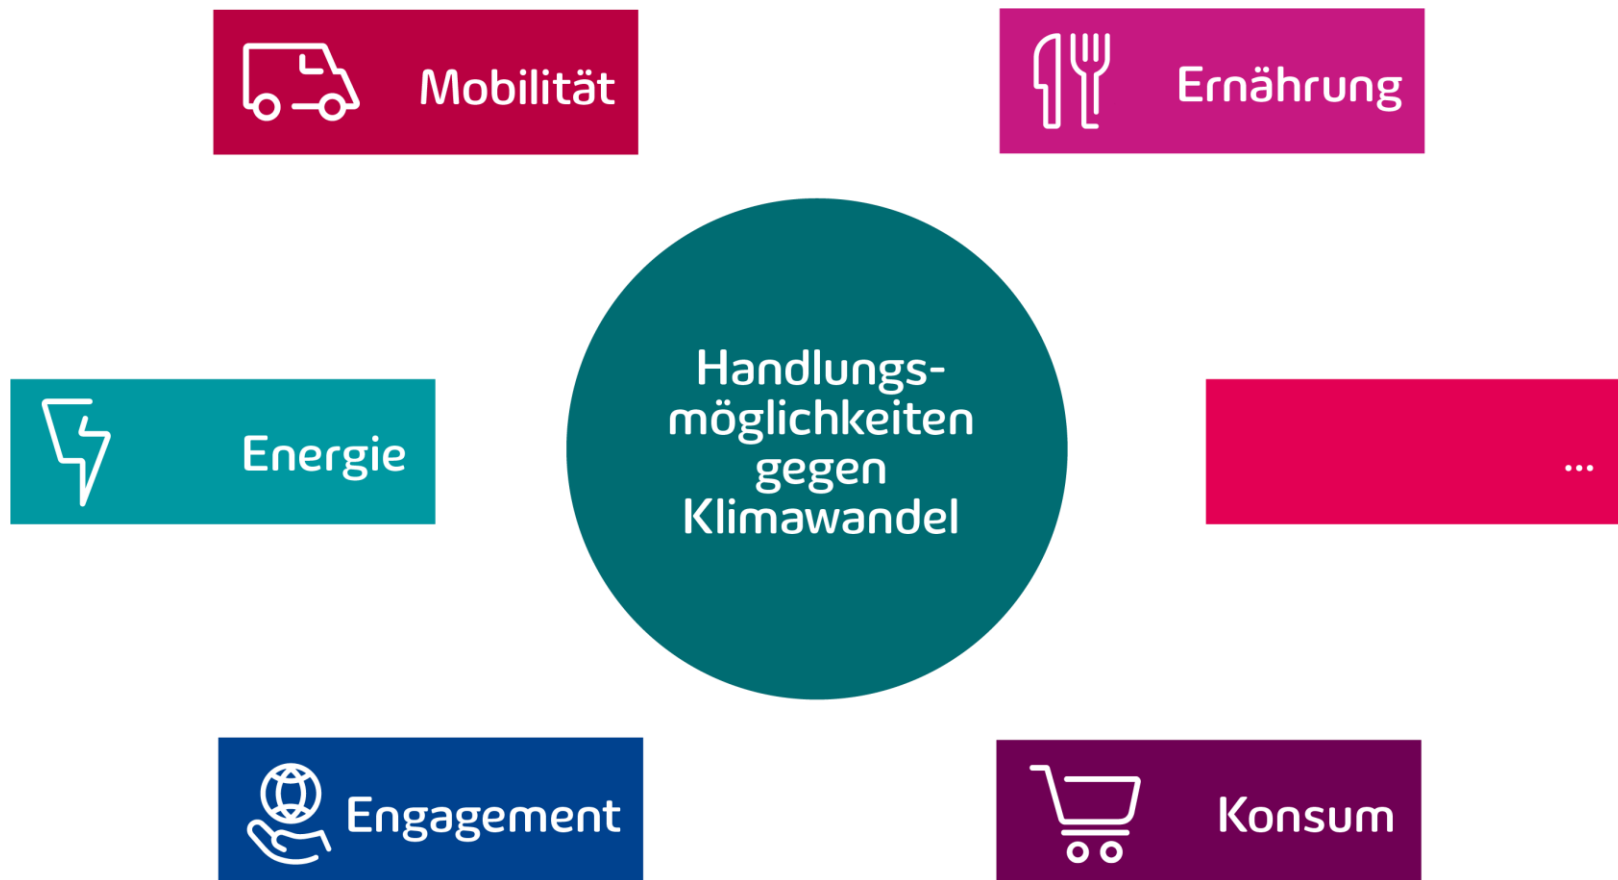 Mobilität
Ernährung
Handlungs-
möglichkeiten
gegen
Klimawandel
Energie
...
Engagement
Konsum